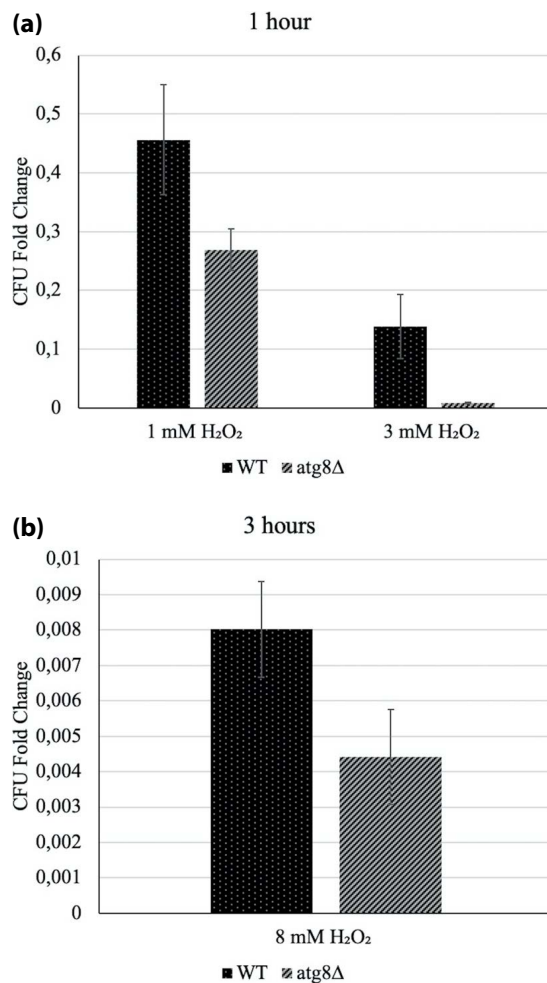 (a)
1 hour
0,6
0,5
0,4
0,3
0,2
0,1
0
CFU Fold Change
1 mM H₂O₂ 3 mM H₂O₂
WT atg8Δ
(b)
3 hours
0,01
0,009
0,008
0,007
0,006
0,005
0,004
0,003
0,002
0,001
0
CFU Fold Change
8 mM H₂O₂
WT atg8Δ